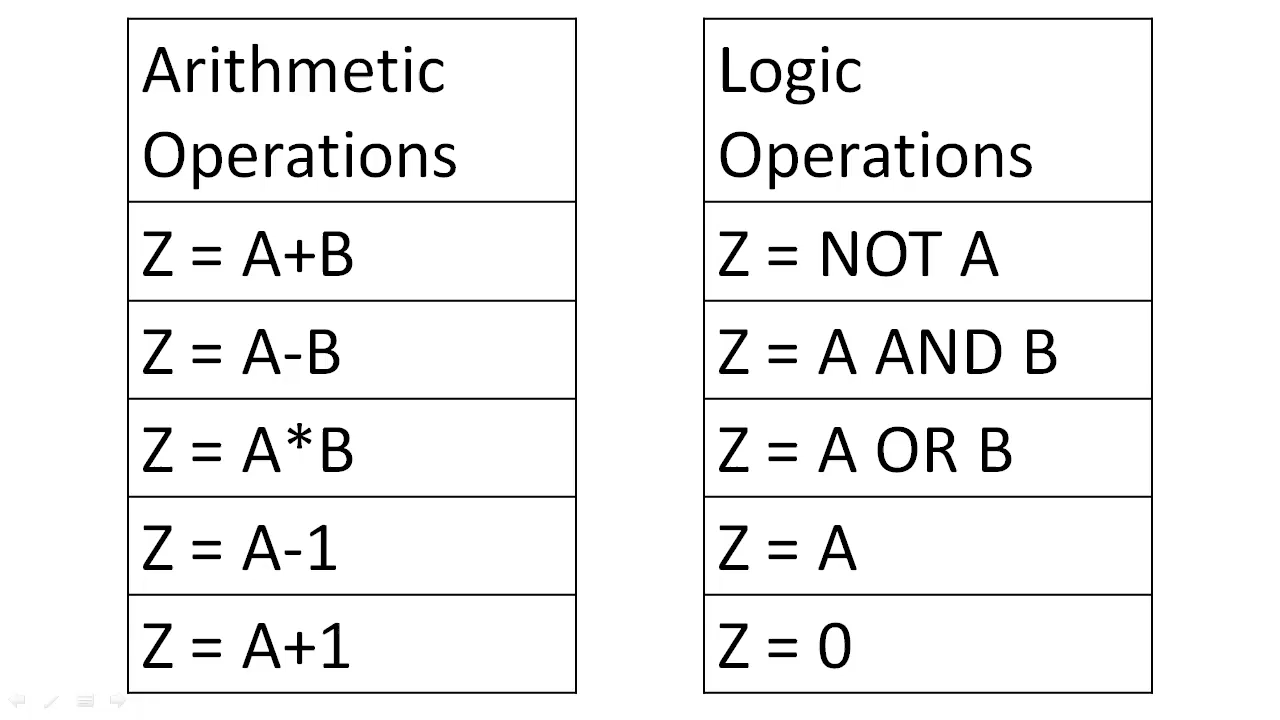 Arithmetic
Operations
Z = A+B
Z = A-B
Z = A*B
Z = A-1
Z = A+1
Logic
Operations
Z = NOT A
Z = A AND B
Z = A OR B
Z = A
Z = 0